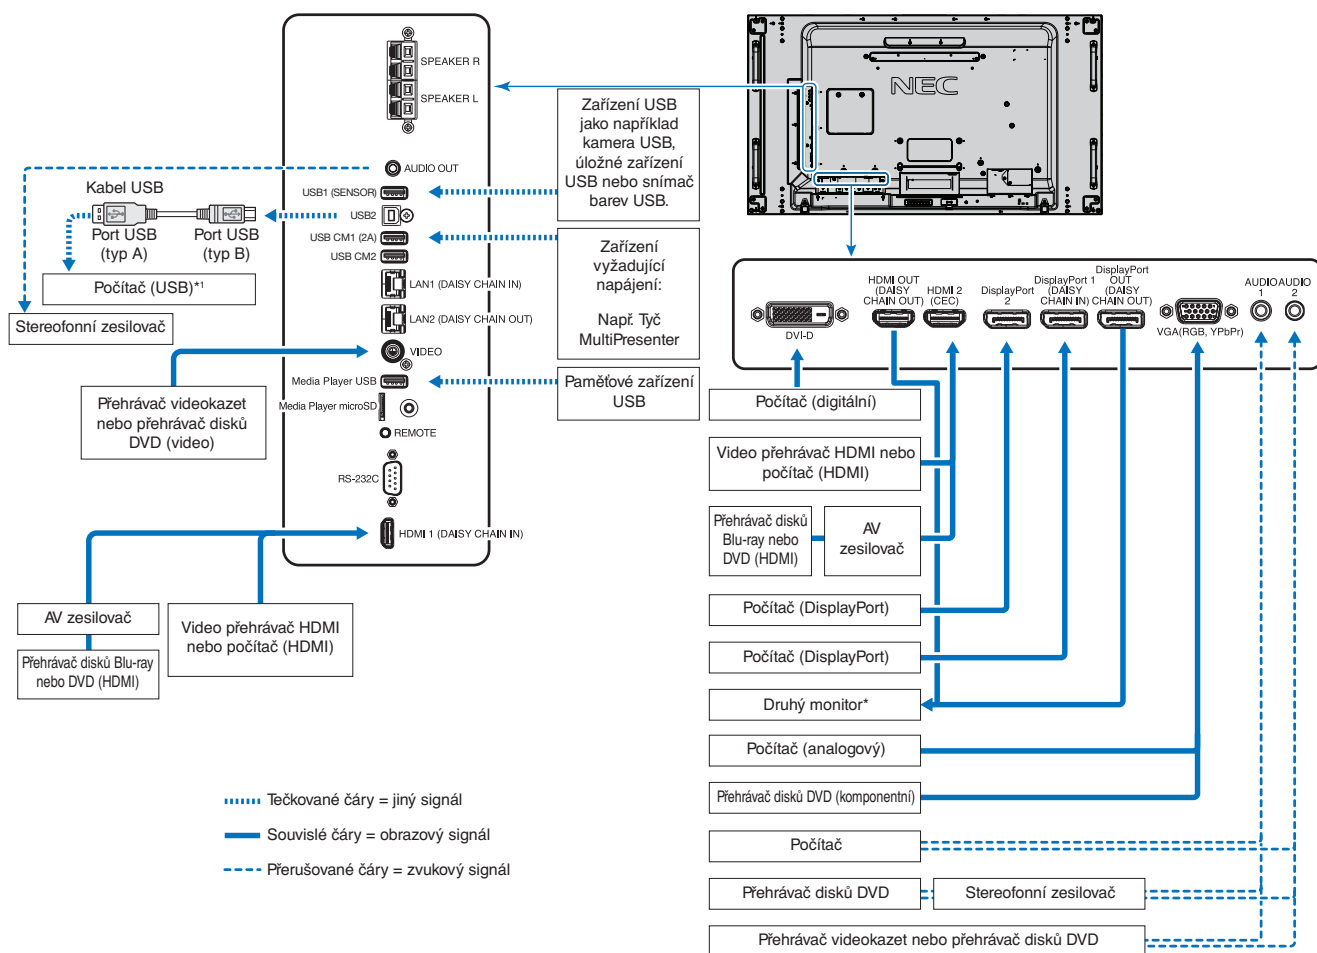 SPEAKER R
SPEAKER L
AUDIO OUT
USB1 (SENSOR)
USB2
USB CM1 (2A)
USB CM2
LAN1 (DAISY CHAIN IN)
LAN2 (DAISY CHAIN OUT)
VIDEO
Media Player USB
Media Player microSD
REMOTE
RS-232C
HDMI 1 (DAISY CHAIN IN)
Kabel USB
Port USB
(typ A)
Port USB
(typ B)
Počítač (USB)*1
Stereofonní zesilovač
Přehrávač videokazet
nebo přehrávač disků
DVD (video)
AV zesilovač
Přehrávač disků Blu-ray
nebo DVD (HDMI)
Video přehrávač HDMI
nebo počítač (HDMI)
Zařízení USB
jako například
kamera USB,
úložné zařízení
USB nebo snímač
barev USB.
Zařízení
vyžadující
napájení:
Např. Tyč
MultiPresenter
Paměťové zařízení
USB
NEC
DVI-D
HDMI OUT
(DAISY
CHAIN OUT)
HDMI 2
(CEC)
DisplayPort
2
DisplayPort 1
(DAISY
CHAIN IN)
DisplayPort
OUT
(DAISY
CHAIN OUT)
VGA(RGB, YPbPr)
AUDIO
1
AUDIO
2
Počítač (digitální)
Video přehrávač HDMI nebo
počítač (HDMI)
Přehrávač disků
Blu-ray nebo
DVD (HDMI)
AV
zesilovač
Počítač (DisplayPort)
Počítač (DisplayPort)
Druhý monitor*
Počítač (analogový)
Přehrávač disků DVD (komponentní)
Počítač
Přehrávač disků DVD
Stereofonní zesilovač
Přehrávač videokazet nebo přehrávač disků DVD
Tečkované čáry = jiný signál
Souvislé čáry = obrazový signál
Přerušované čáry = zvukový signál